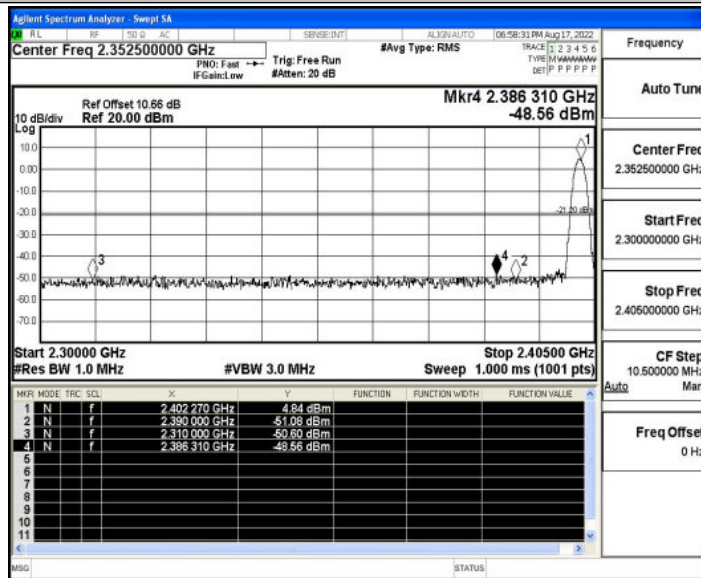 Agilent Spectrum Analyzer - Swept SA
RL RF 50 Ω AC SENSE:INT ALIGN AUTO 06:58:31 PM Aug 17, 2022
Center Freq 2.352500000 GHz
PNO: Fast
IFGain:Low
Trig: Free Run
#Atten: 20 dB
#Avg Type: RMS
TRACE 1 2 3 4 5 6
TYPE M
DET P P P P P P
Ref Offset 10.66 dB
10 dB/div Ref 20.00 dBm
Log
Mkr4 2.386 310 GHz
-48.56 dBm
10.0
0.00
-10.0
-20.0
-30.0
-40.0
-50.0
-60.0
-70.0
1
-21.20 dBm
3
4
2
Start 2.30000 GHz Stop 2.40500 GHz
#Res BW 1.0 MHz #VBW 3.0 MHz Sweep 1.000 ms (1001 pts)
MKR MODE TRC SCL X Y FUNCTION FUNCTION WIDTH FUNCTION VALUE
1 N f 2.402 270 GHz 4.84 dBm
2 N f 2.390 000 GHz -51.08 dBm
3 N f 2.310 000 GHz -50.60 dBm
4 N f 2.386 310 GHz -48.56 dBm
5
6
7
8
9
10
11
MSG STATUS
Frequency
Auto Tune
Center Freq
2.352500000 GHz
Start Freq
2.300000000 GHz
Stop Freq
2.405000000 GHz
CF Step
10.500000 MHz
Auto Man
Freq Offset
0 Hz